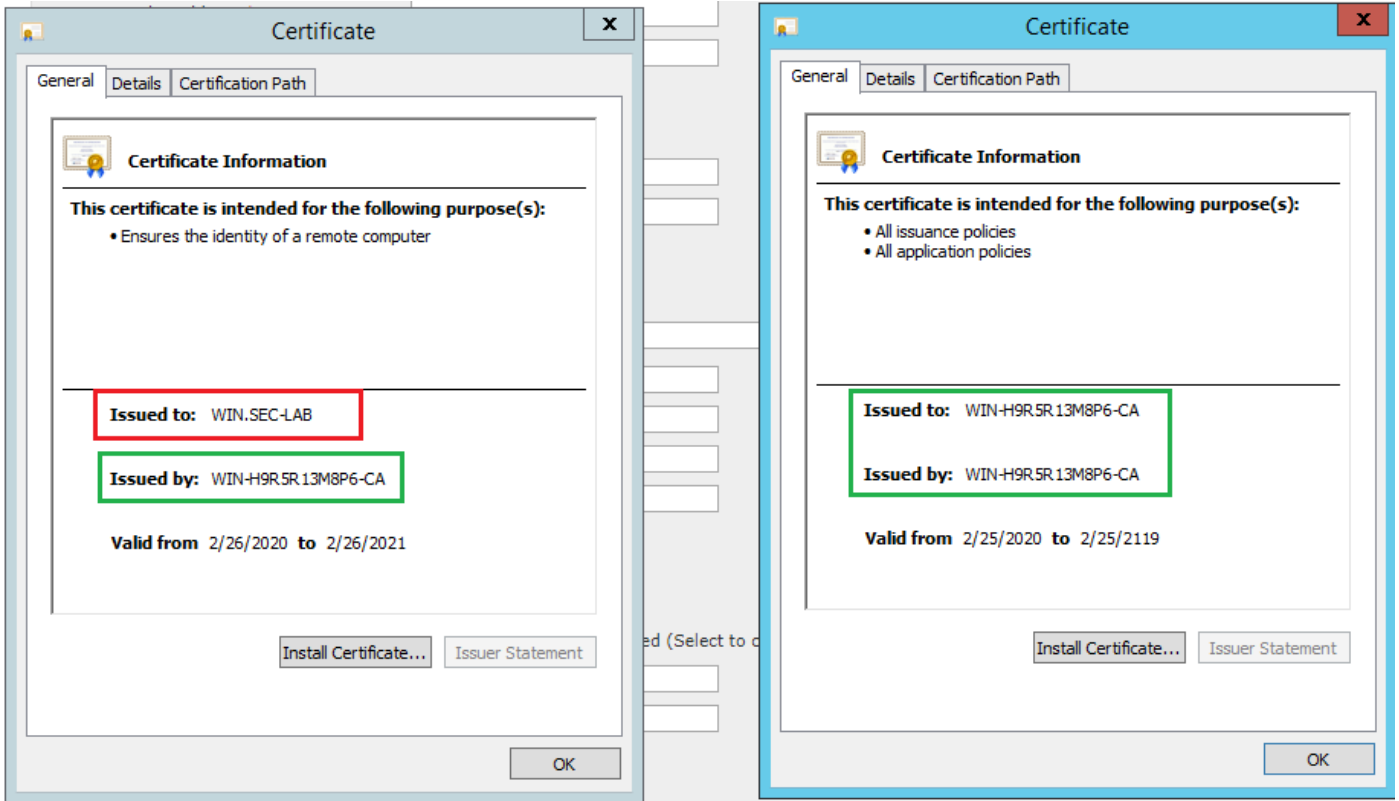 Certificate
x
General
Details
Certification Path
Certificate Information
This certificate is intended for the following purpose(s):
• Ensures the identity of a remote computer
Issued to: WIN.SEC-LAB
Issued by: WIN-H9R5R13M8P6-CA
Valid from 2/26/2020 to 2/26/2021
Install Certificate...
Issuer Statement
OK
ed (Select to
Certificate
x
General
Details
Certification Path
Certificate Information
This certificate is intended for the following purpose(s):
• All issuance policies
• All application policies
Issued to: WIN-H9R5R13M8P6-CA
Issued by: WIN-H9R5R13M8P6-CA
Valid from 2/25/2020 to 2/25/2119
Install Certificate...
Issuer Statement
OK